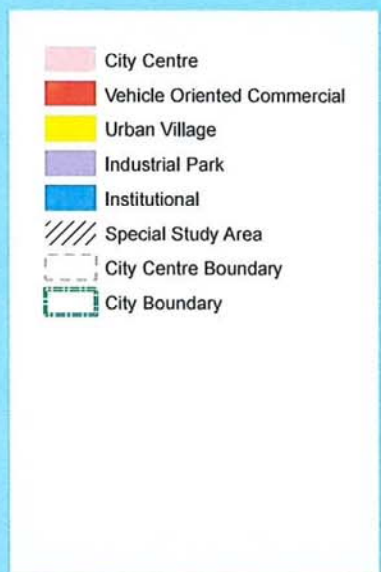 City Centre
Vehicle Oriented Commercial
Urban Village
Industrial Park
Institutional
Special Study Area
City Centre Boundary
City Boundary